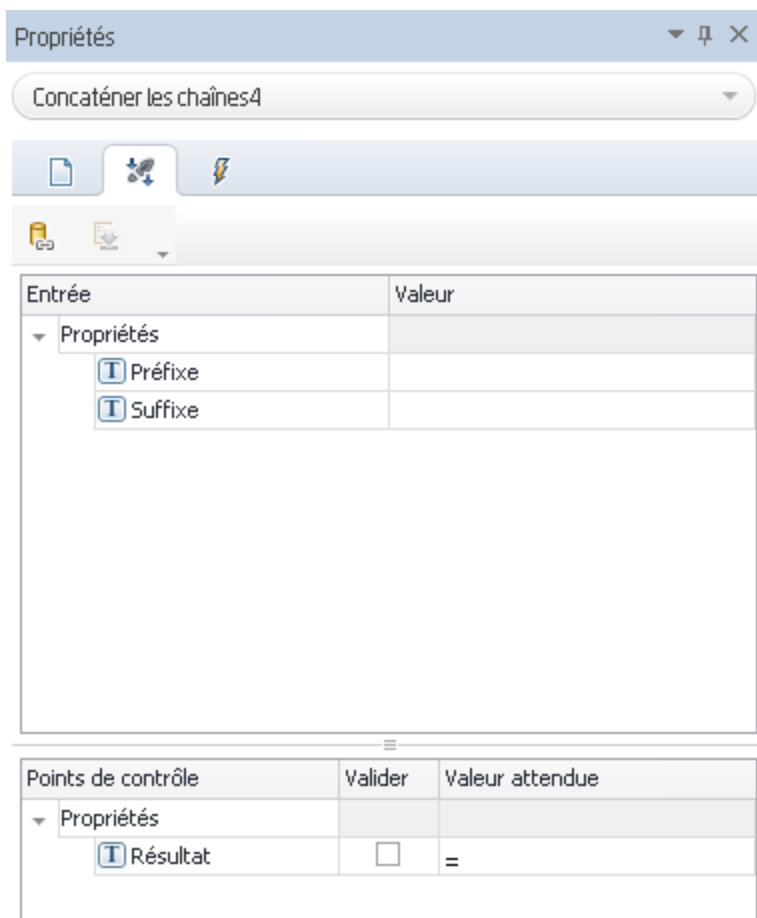 Propriétés
Concaténer les chaînes4
Entrée Valeur
Propriétés
T Préfixe
T Suffixe
Points de contrôle Valider Valeur attendue
Propriétés
T Résultat =